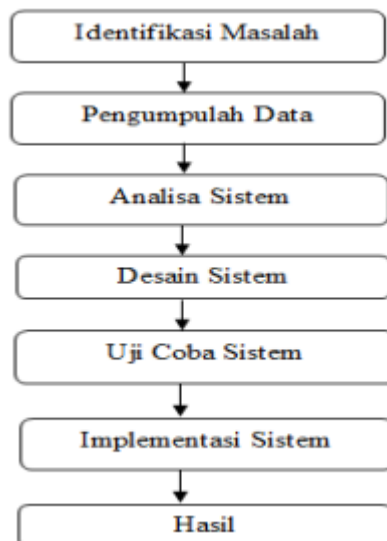 Identifikasi Masalah
Pengumpulah Data
Analisa Sistem
Desain Sistem
Uji Coba Sistem
Implementasi Sistem
Hasil